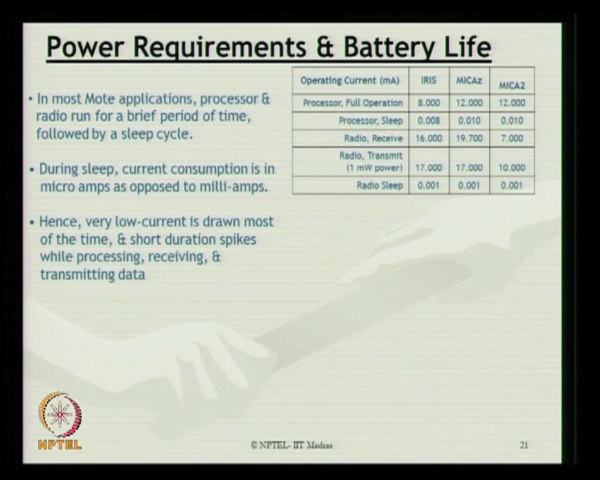 Power Requirements & Battery Life
• In most Mote applications, processor &
radio run for a brief period of time,
followed by a sleep cycle.
• During sleep, current consumption is in
micro amps as opposed to milli-amps.
• Hence, very low-current is drawn most
of the time, & short duration spikes
while processing, receiving, &
transmitting data
Operating Current (mA) IRIS MICAz MICA2
Processor, Full Operation 8.000 12.000 12.000
Processor, Sleep 0.008 0.010 0.010
Radio, Receive 16.000 19.700 7.000
Radio, Transmit
(1 mW power) 17.000 17.000 10.000
Radio Sleep 0.001 0.001 0.001
NPTEL
© NPTEL- IIT Madras
21